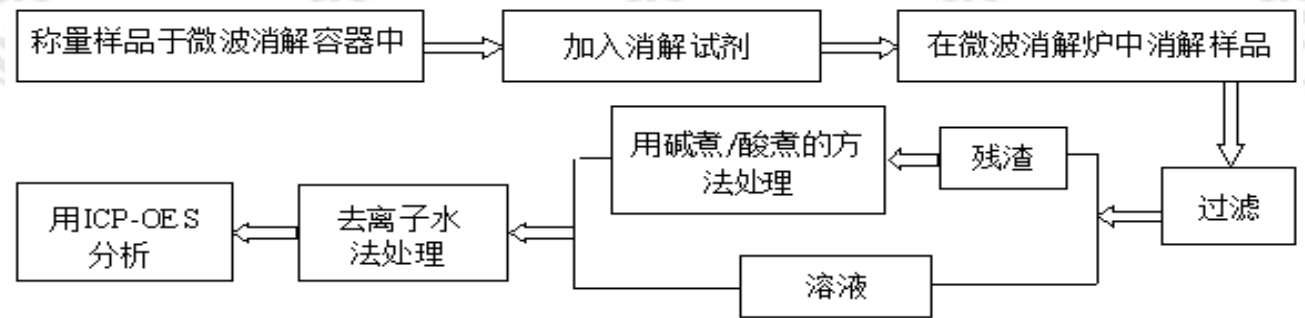 称量样品于微波消解容器中
加入消解试剂
在微波消解炉中消解样品
过滤
残渣
用碱煮/酸煮的方
法处理
溶液
去离子水
法处理
用ICP-OES
分析